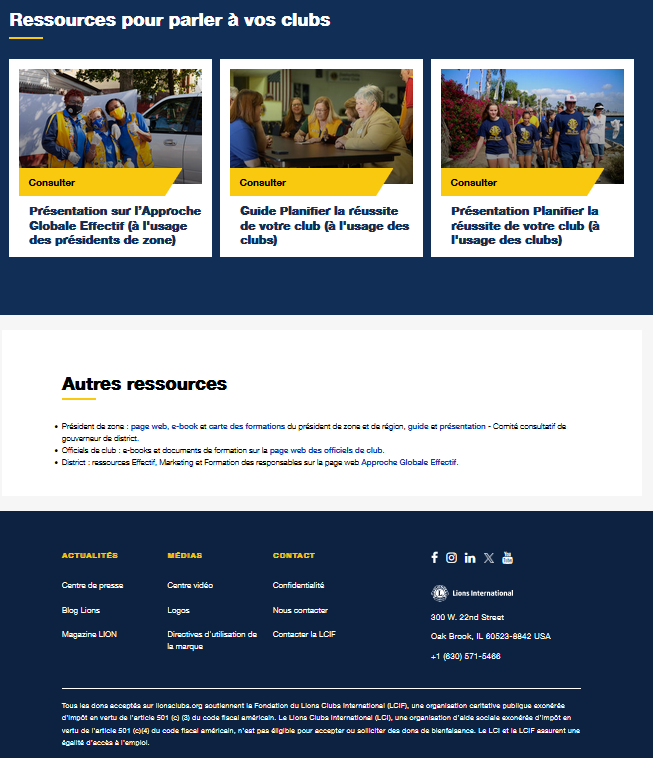 Ressources pour parler à vos clubs
Consulter
Présentation sur l'Approche
Globale Effectif (à l'usage
des présidents de zone)
Consulter
Guide Planifier la réussite
de votre club (à l'usage des
clubs)
Consulter
Présentation Planifier la
réussite de votre club (à
l'usage des clubs)
Autres ressources
• Président de zone : page web, e-book et carte des formations du président de zone et de région, guide et présentation - Comité consultatif de
gouverneur de district.
• Officiels de club : e-books et documents de formation sur la page web des officiels de club.
• District : ressources Effectif, Marketing et Formation des responsables sur la page web Approche Globale Effectif.
ACTUALITÉS
Centre de presse
Blog Lions
Magazine LION
MÉDIAS
Centre vidéo
Logos
Directives d'utilisation de
la marque
CONTACT
Confidentialité
Nous contacter
Contacter la LCIF
Lions International
300 W. 22nd Street
Oak Brook, IL 60523-8842 USA
+1 (630) 571-5466
Tous les dons acceptés sur lionsclubs.org soutiennent la Fondation du Lions Clubs International (LCIF), une organisation caritative publique exonérée
d'impôt en vertu de l'article 501 (c) (3) du code fiscal américain. Le Lions Clubs International (LCI), une organisation d'aide sociale exonérée d'impôt en
vertu de l'article 501 (c)(4) du code fiscal américain, n'est pas éligible pour accepter ou solliciter des dons de bienfaisance. Le LCI et la LCIF assurent une
égalité d'accès à l'emploi.